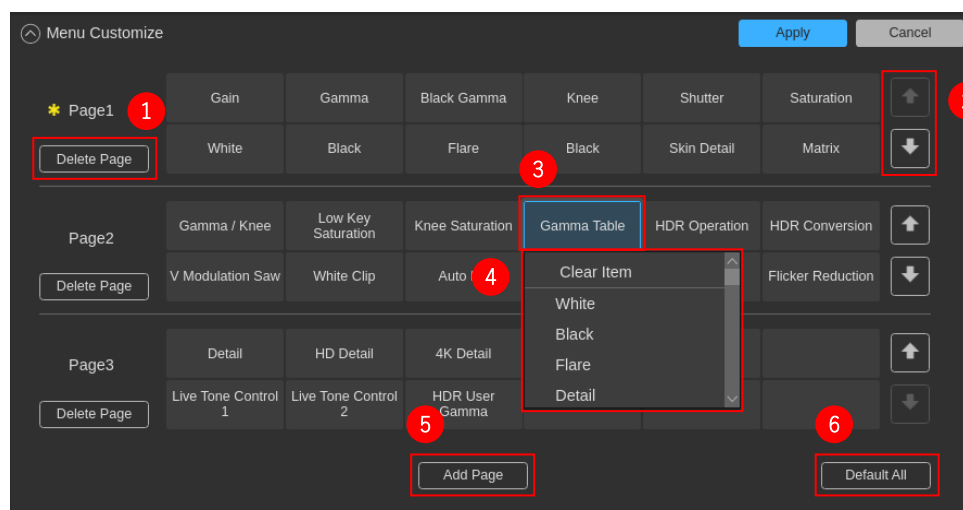 Menu Customize
Apply
Cancel
✱ Page1
1
Gain
Gamma
Black Gamma
Knee
Shutter
Saturation
Delete Page
White
Black
Flare
Black
Skin Detail
Matrix
3
Page2
Gamma / Knee
Low Key
Saturation
Knee Saturation
Gamma Table
HDR Operation
HDR Conversion
Delete Page
V Modulation Saw
White Clip
Auto
4
Flicker Reduction
Clear Item
White
Black
Flare
Detail
Page3
Detail
HD Detail
4K Detail
Delete Page
Live Tone Control
1
Live Tone Control
2
HDR User
Gamma
5
6
Add Page
Default All